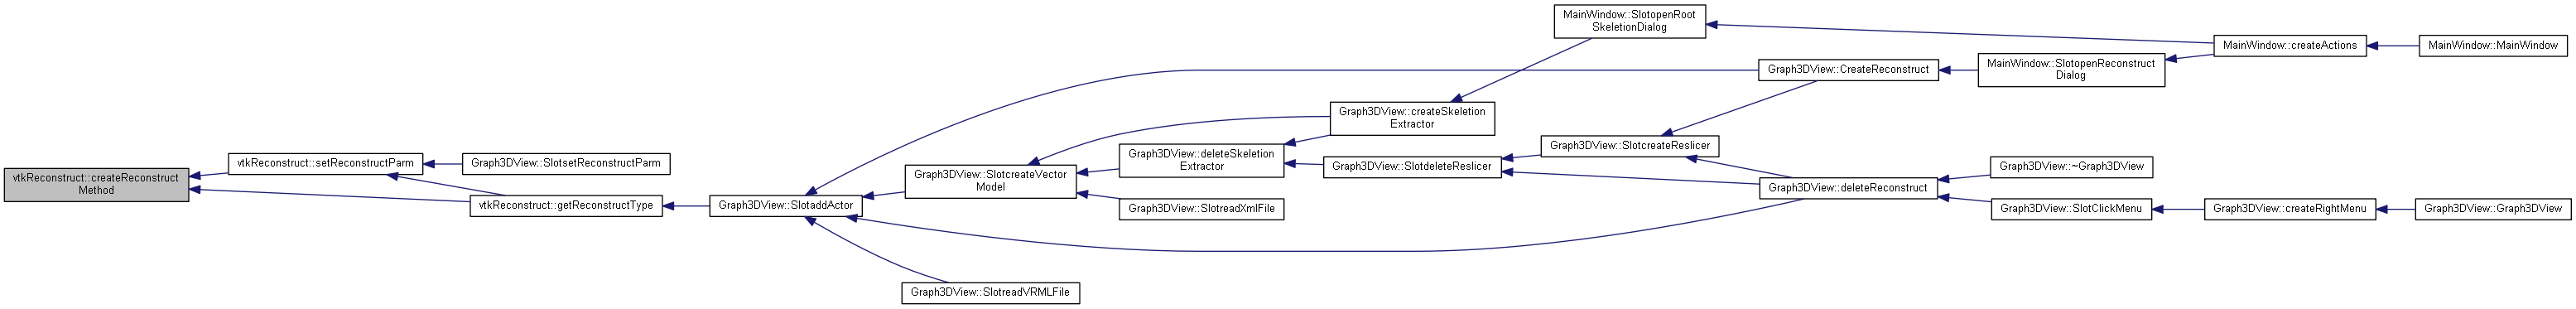 vtkReconstruct::createReconstruct
Method
vtkReconstruct::setReconstructParm
Graph3DView::SlotsetReconstructParm
vtkReconstruct::getReconstructType
Graph3DView::SlotaddActor
Graph3DView::SlotcreateVector
Model
Graph3DView::SlotreadVRMLFile
Graph3DView::deleteSkeletion
Extractor
Graph3DView::SlotreadXmlFile
Graph3DView::createSkeletion
Extractor
Graph3DView::SlotdeleteReslicer
MainWindow::SlotopenRoot
SkeletionDialog
Graph3DView::SlotcreateReslicer
Graph3DView::CreateReconstruct
Graph3DView::deleteReconstruct
MainWindow::SlotopenReconstruct
Dialog
Graph3DView::~Graph3DView
Graph3DView::SlotClickMenu
MainWindow::createActions
Graph3DView::createRightMenu
MainWindow::MainWindow
Graph3DView::Graph3DView